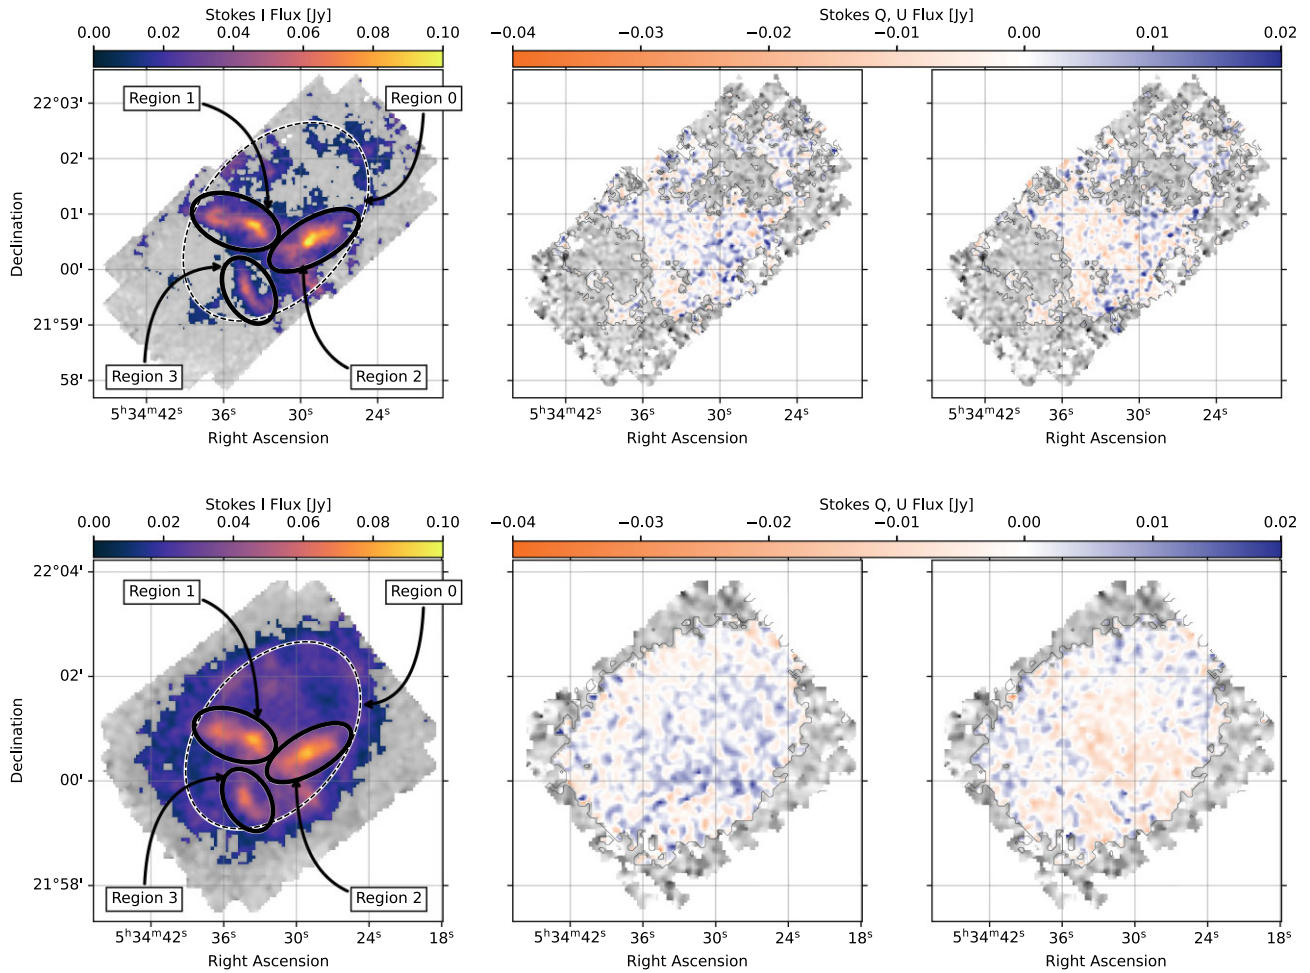 Stokes I Flux [Jy]
0.00 0.02 0.04 0.06 0.08 0.10
Stokes Q, U Flux [Jy]
−0.04 −0.03 −0.02 −0.01 0.00 0.01 0.02
Region 1
Region 0
Region 3
Region 2
22°03'
02'
01'
00'
21°59'
58'
Declination
5ʰ34ᵐ42ˢ 36ˢ 30ˢ 24ˢ
Right Ascension
5ʰ34ᵐ42ˢ 36ˢ 30ˢ 24ˢ
Right Ascension
5ʰ34ᵐ42ˢ 36ˢ 30ˢ 24ˢ
Right Ascension
Stokes I Flux [Jy]
0.00 0.02 0.04 0.06 0.08 0.10
Stokes Q, U Flux [Jy]
−0.04 −0.03 −0.02 −0.01 0.00 0.01 0.02
Region 1
Region 0
Region 3
Region 2
22°04'
02'
00'
21°58'
Declination
5ʰ34ᵐ42ˢ 30ˢ 24ˢ 18ˢ
Right Ascension
5ʰ34ᵐ42ˢ 30ˢ 24ˢ 18ˢ
Right Ascension
5ʰ34ᵐ42ˢ 30ˢ 24ˢ 18ˢ
Right Ascension